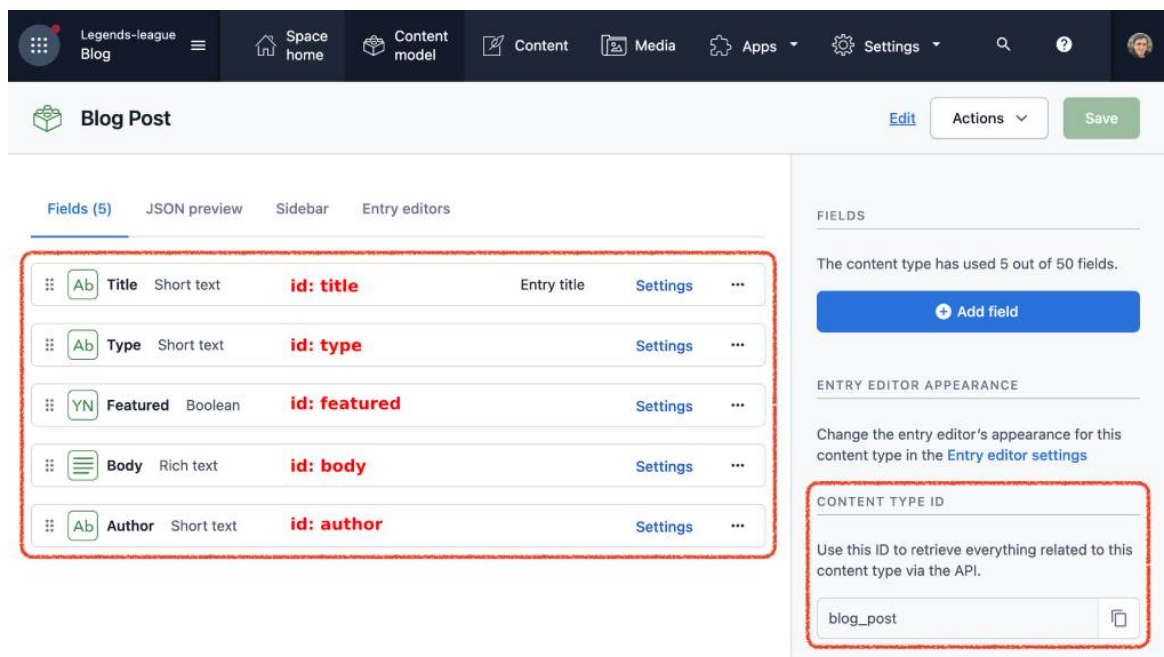 Legends-league
Blog
Space
home
Content
model
Content
Media
Apps
Settings
?
Blog Post
Edit
Actions
Save
Fields (5)
JSON preview
Sidebar
Entry editors
Ab Title Short text id: title Entry title Settings ...
Ab Type Short text id: type Settings ...
YN Featured Boolean id: featured Settings ...
Body Rich text id: body Settings ...
Ab Author Short text id: author Settings ...
FIELDS
The content type has used 5 out of 50 fields.
Add field
ENTRY EDITOR APPEARANCE
Change the entry editor's appearance for this
content type in the Entry editor settings
CONTENT TYPE ID
Use this ID to retrieve everything related to this
content type via the API.
blog_post